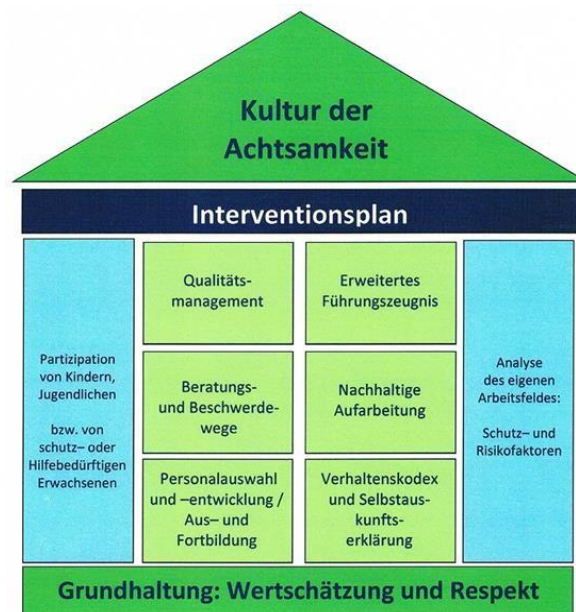 Kultur der
Achtsamkeit
Interventionsplan
Partizipation
von Kindern,
Jugendlichen
bzw. von
schutz– oder
Hilfebedürftigen
Erwachsenen
Qualitäts-
management
Erweitertes
Führungszeugnis
Beratungs-
und Beschwerde-
wege
Nachhaltige
Aufarbeitung
Personalauswahl
und –entwicklung /
Aus– und
Fortbildung
Verhaltenskodex
und Selbstaus-
kunfts-
erklärung
Analyse
des eigenen
Arbeitsfeldes:
Schutz– und
Risikofaktoren
Grundhaltung: Wertschätzung und Respekt